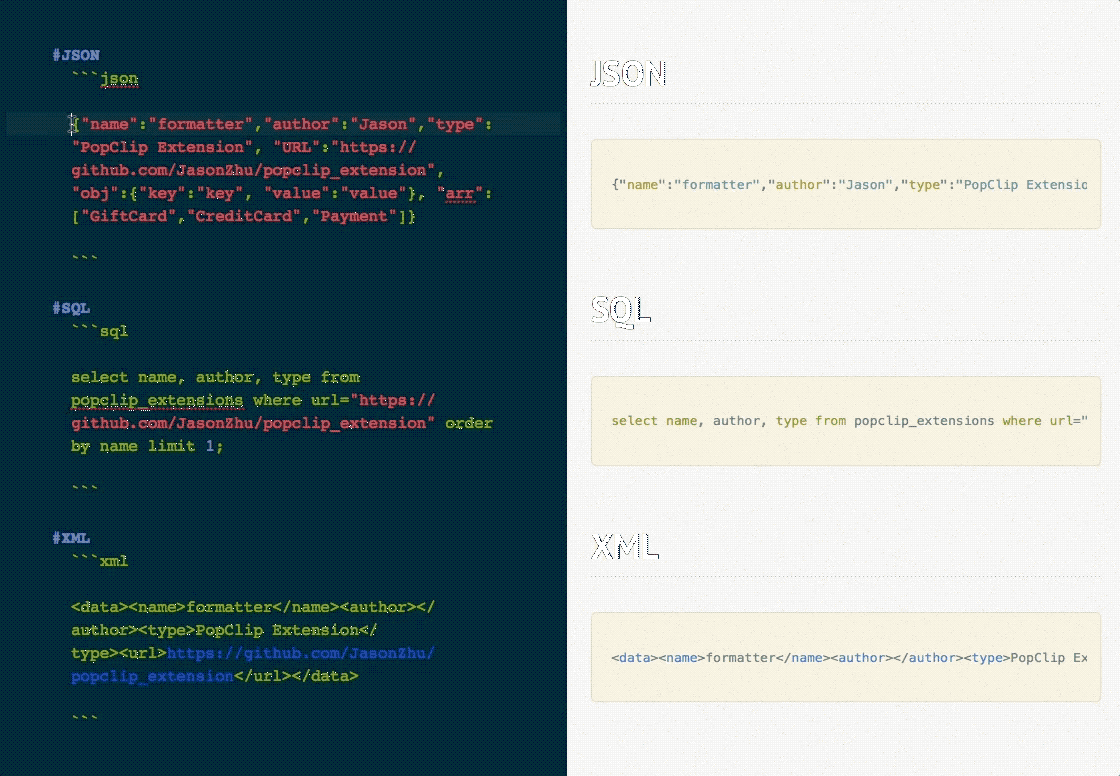 #JSON
```json
{"name":"formatter","author":"Jason","type":
"PopClip Extension", "URL":"https://
github.com/JasonZhu/popclip_extension",
"obj":{"key":"key", "value":"value"}, "arr":
["GiftCard","CreditCard","Payment"]}
```
#SQL
```sql
select name, author, type from
popclip_extensions where url="https://
github.com/JasonZhu/popclip_extension" order
by name limit 1;
```
#XML
```xml
<data><name>formatter</name><author></
author><type>PopClip Extension</
type><url>https://github.com/JasonZhu/
popclip_extension</url></data>
```
JSON
{"name":"formatter","author":"Jason","type":"PopClip Extensio
SQL
select name, author, type from popclip_extensions where url="
XML
<data><name>formatter</name><author></author><type>PopClip Ex